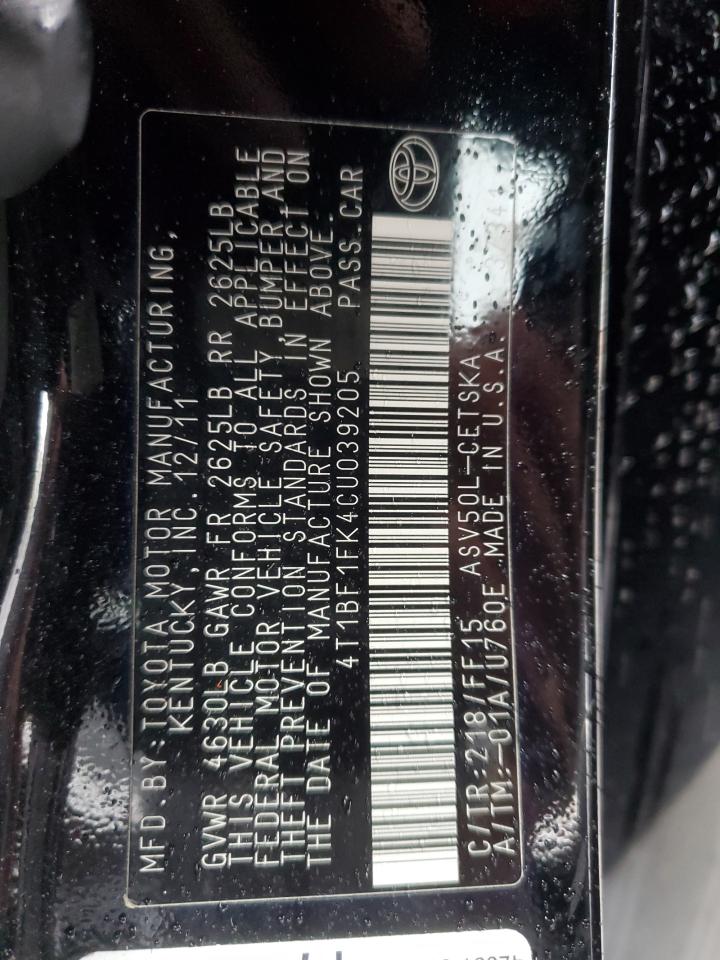 MFD.BY:TOYOTA MOTOR MANUFACTURING,
KENTUCKY,INC.12/11
GVWR 4630LB GAWR FR 2625LB RR 2625LB
THIS VEHICLE CONFORMS TO ALL APPLICABLE
FEDERAL MOTOR VEHICLE SAFETY,BUMPER,AND
THEFT PREVENTION STANDARDS IN EFFECT ON
THE DATE OF MANUFACTURE SHOWN ABOVE.
4T1BF1FK4CU039205 PASS.CAR
C/TR:218/FF15 ASV50L-CETSKA
A/TM:-01A/U760E MADE IN U.S.A